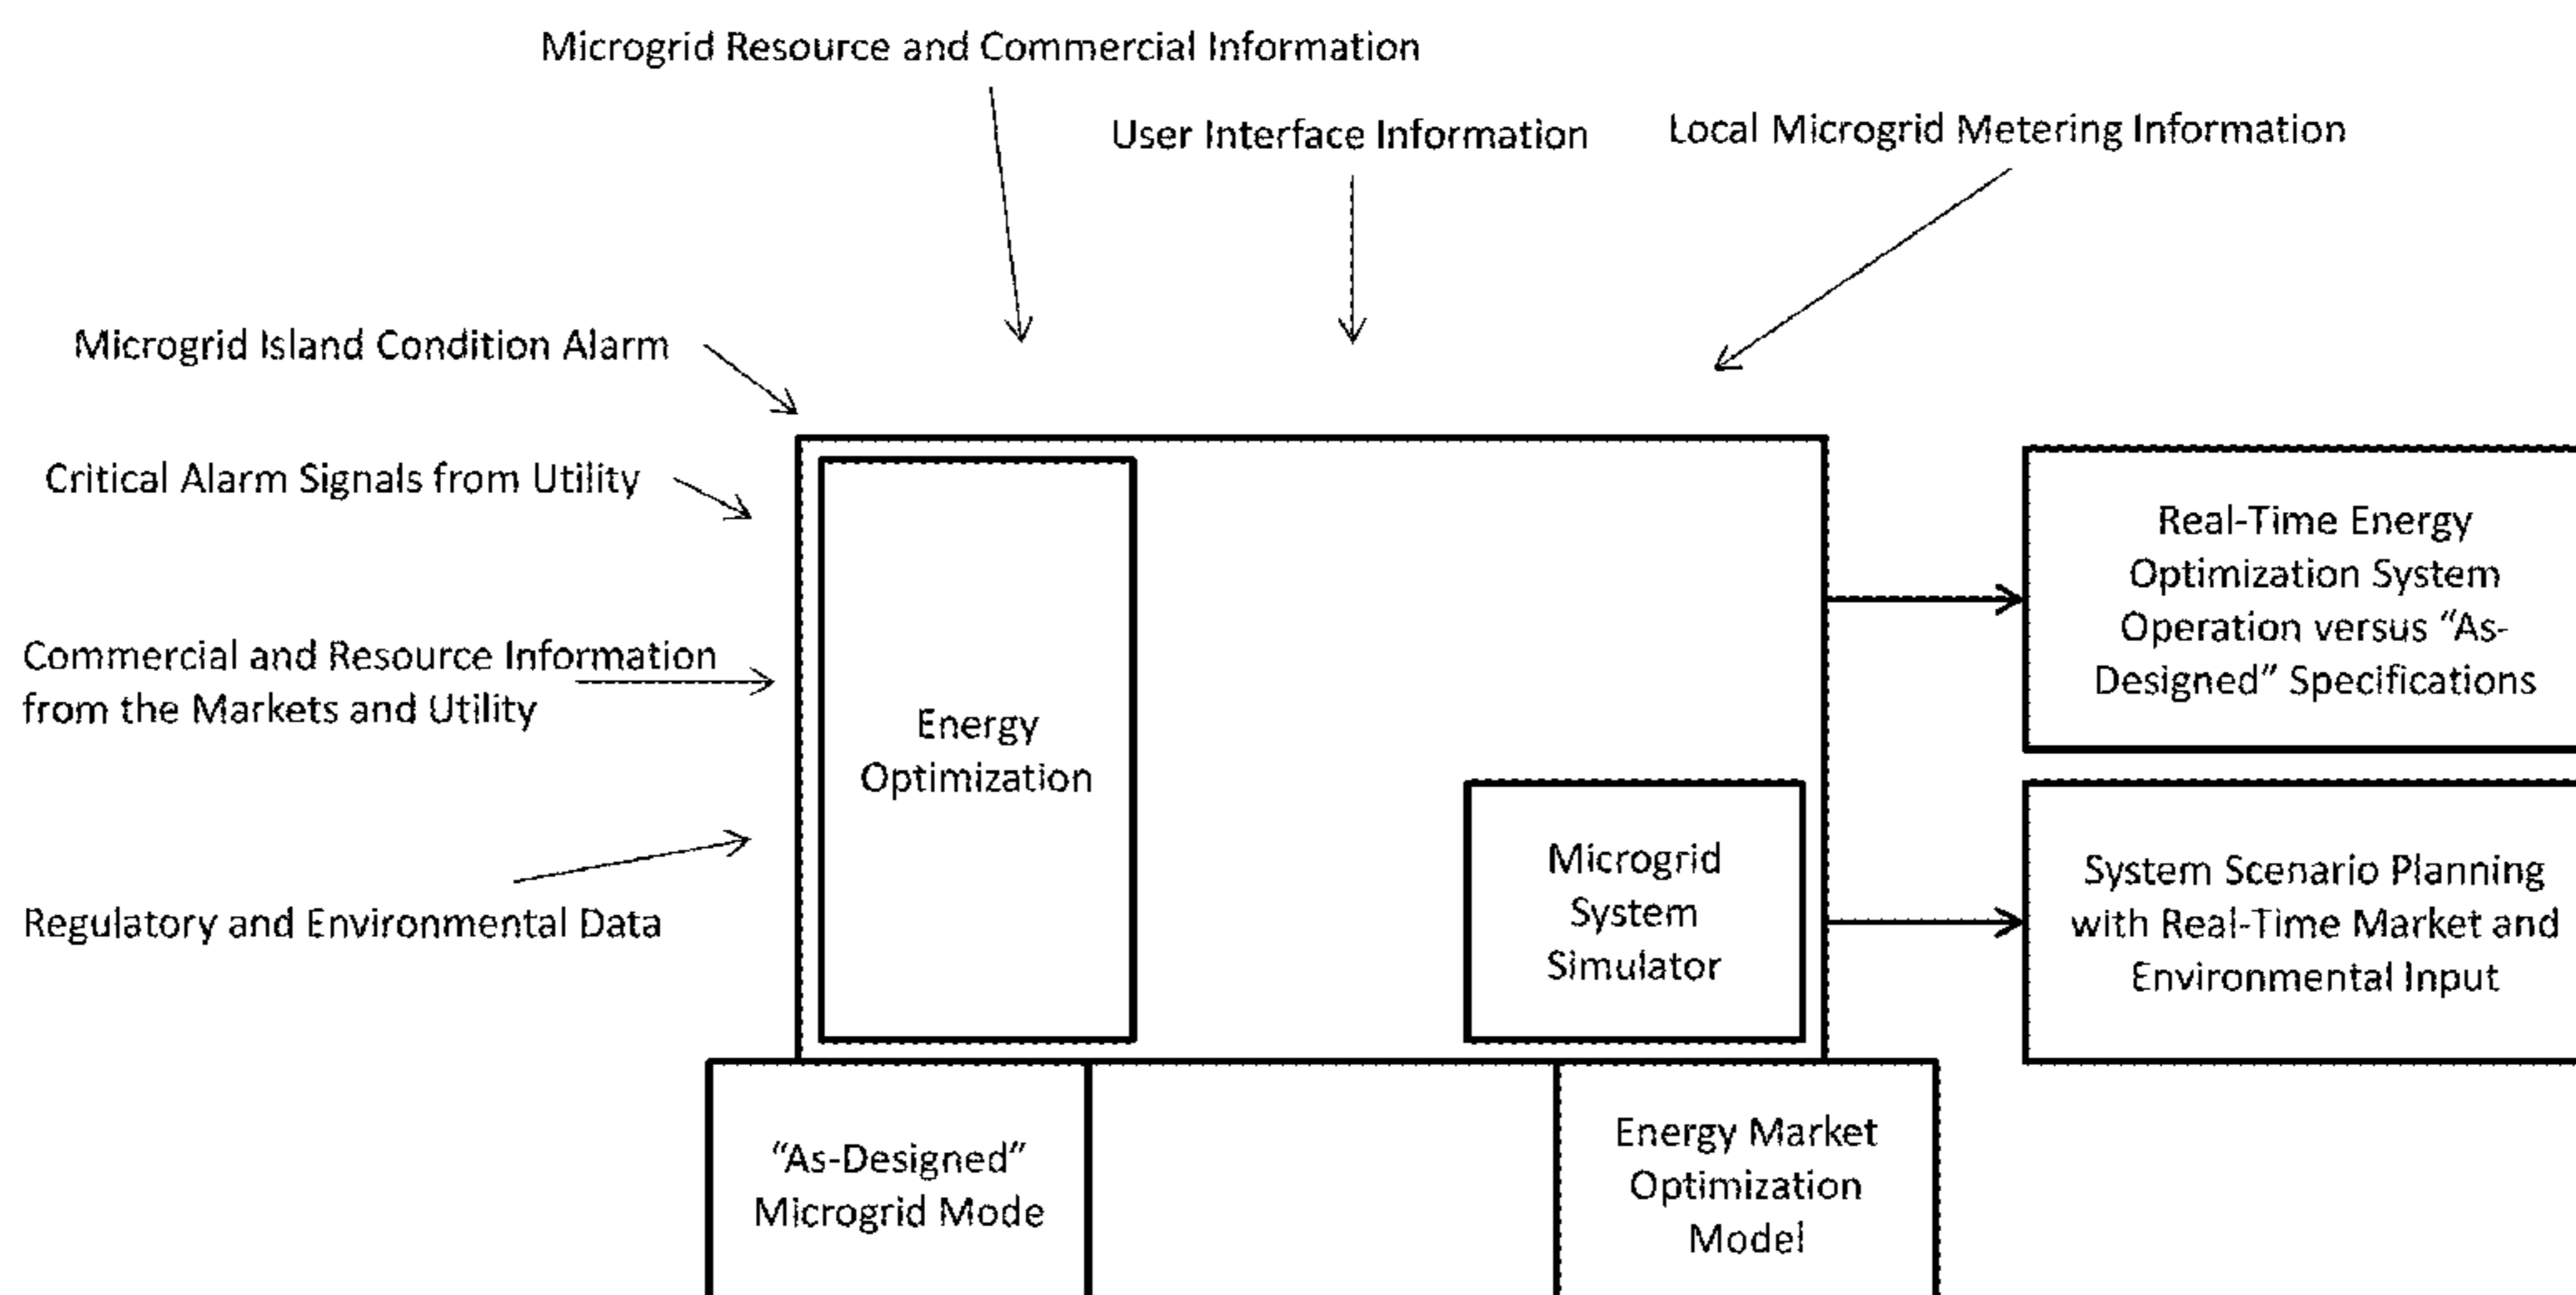 Microgrid Resource and Commercial Information
User Interface Information
Local Microgrid Metering Information
Microgrid Island Condition Alarm
Critical Alarm Signals from Utility
Commercial and Resource Information
from the Markets and Utility
Regulatory and Environmental Data
Energy
Optimization
Microgrid
System
Simulator
Real-Time Energy
Optimization System
Operation versus “As-
Designed” Specifications
System Scenario Planning
with Real-Time Market and
Environmental Input
“As-Designed”
Microgrid Mode
Energy Market
Optimization
Model